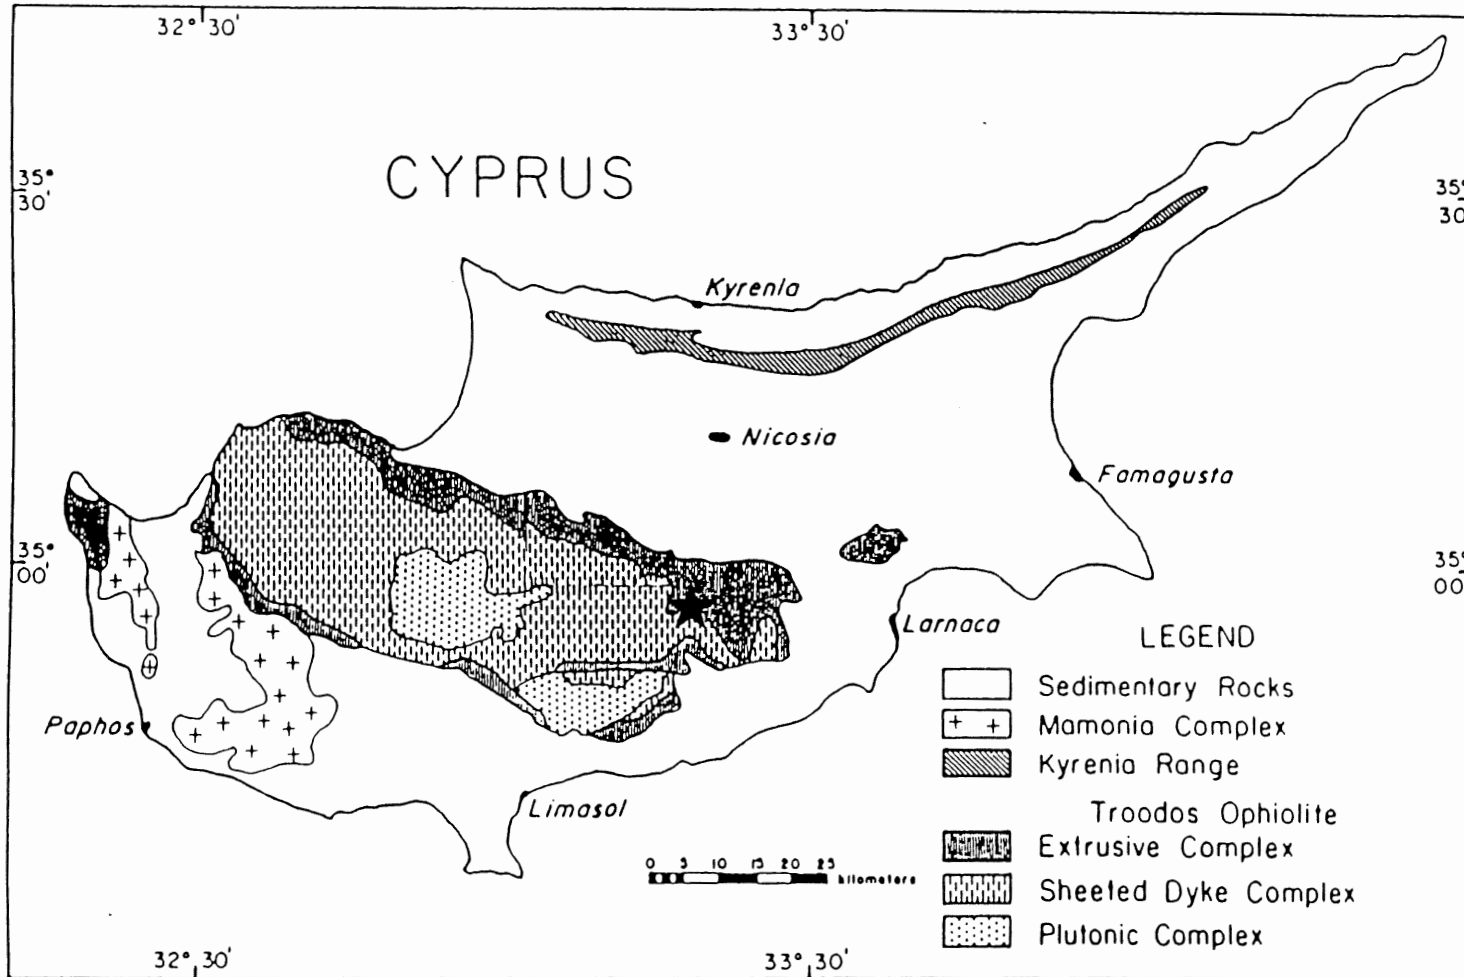 32° 30'
33° 30'
CYPRUS
35°
30'
35°
30
Kyrenia
Nicosia
Famagusta
35°
00'
35°
00
Larnaca
Paphos
Limasol
LEGEND
Sedimentary Rocks
Mamonia Complex
Kyrenia Range
Troodos Ophiolite
Extrusive Complex
Sheeted Dyke Complex
Plutonic Complex
0 5 10 15 20 25
kilometers
32° 30'
33° 30'